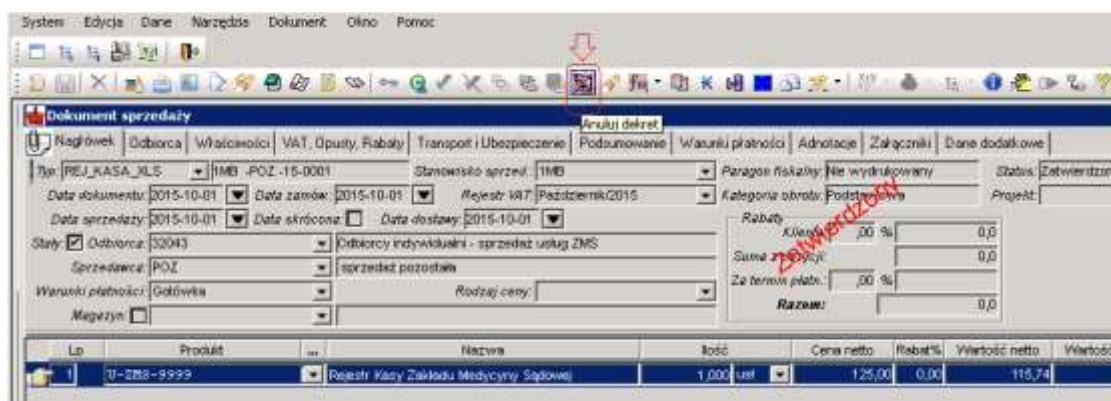 System Edycja Dane Narzędzia Dokument Okno Pomoc
Dokument sprzedaży
Anuluj dekret
Nagłówek Odbiorca Właściwości VAT, Opusty, Rabaty Transport i Ubezpieczenie Podsumowanie Warunki płatności Adnotacje Załączniki Dane dodatkowe
Typ: REJ_KASA_XLS 1MB -POZ -15-0001 Stanowisko sprzed. 1MB Paragon fiskalny: Nie wydrukowany Status: Zatwierdzon
Data dokumentu: 2015-10-01 Data zamów: 2015-10-01 Rejestr VAT: Październik/2015 Kategoria obrotu: Podstawowa Projekt:
Data sprzedaży: 2015-10-01 Data skrócona: Data dostawy: 2015-10-01 Rabaty
Stały: Odbiorca: 32043 Odbiorcy indywidualni - sprzedaż usług ZMS Klienta: ,00 % 0,0
Sprzedawca: POZ sprzedaż pozostała Suma z pozycji: 0,0
Warunki płatności: Gotówka Rodzaj ceny: Za termin płatn.: ,00 %
Magazyn: Razem: 0,0
Zatwierdzony
Lp Produkt ... Nazwa Ilość Cena netto Rabat% Wartość netto Wartość
1 U-ZMS-9999 Rejestr Kasy Zakładu Medycyny Sądowej 1,000 usł 125,00 0,00 115,74